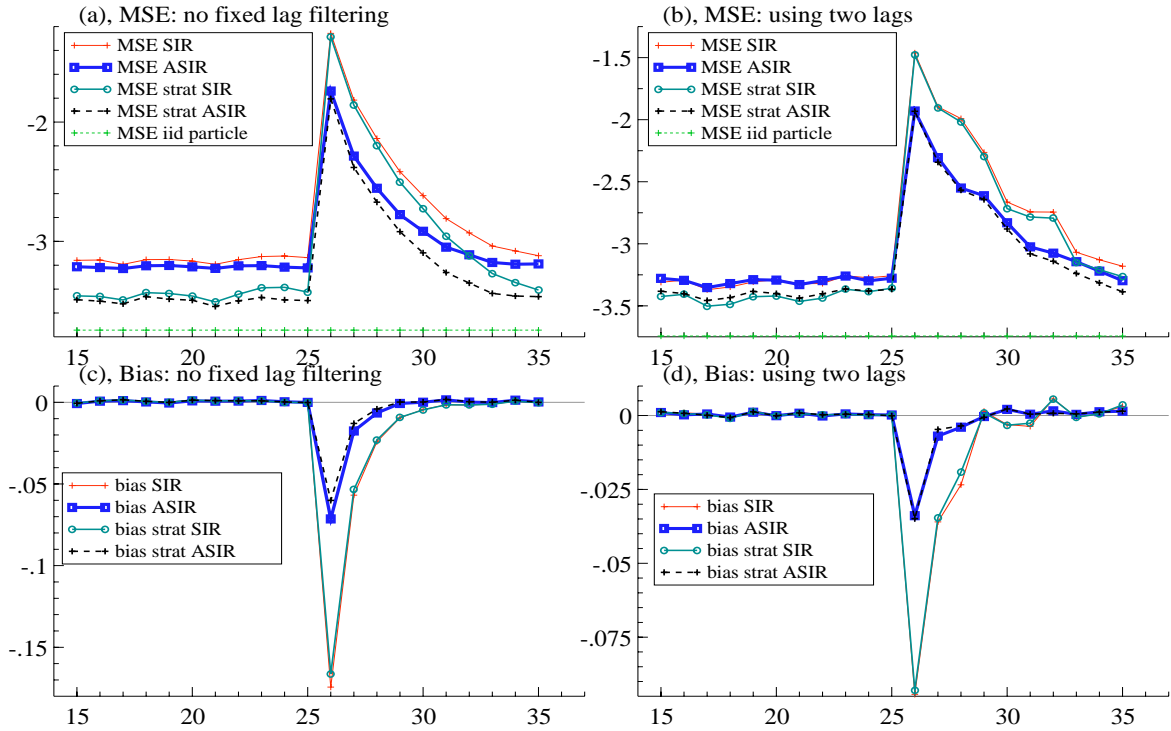 (a), MSE: no fixed lag filtering
MSE SIR
MSE ASIR
MSE strat SIR
MSE strat ASIR
MSE iid particle
-2
-3
15 20 25 30 35
(b), MSE: using two lags
MSE SIR
MSE ASIR
MSE strat SIR
MSE strat ASIR
MSE iid particle
-1.5
-2
-2.5
-3
-3.5
15 20 25 30 35
(c), Bias: no fixed lag filtering
0
-.05
-.1
-.15
bias SIR
bias ASIR
bias strat SIR
bias strat ASIR
15 20 25 30 35
(d), Bias: using two lags
0
-.025
-.05
-.075
bias SIR
bias ASIR
bias strat SIR
bias strat ASIR
15 20 25 30 35